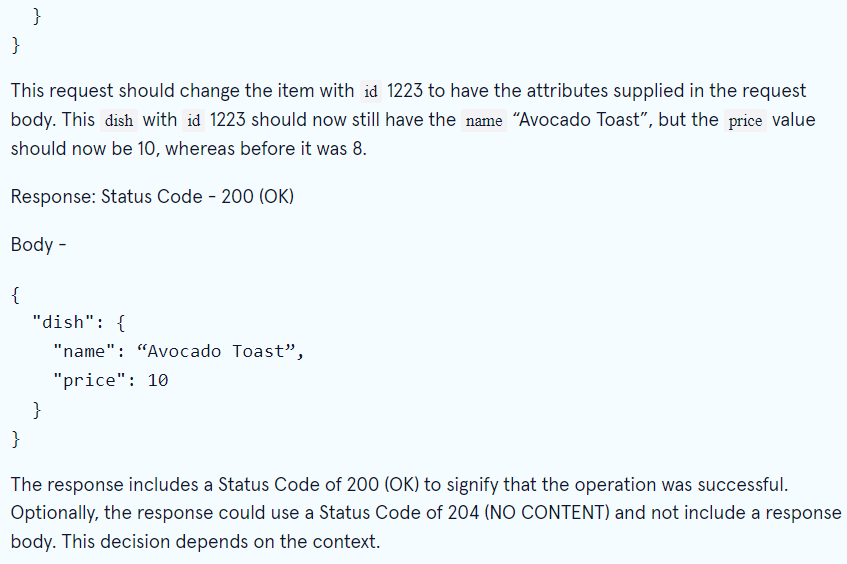 }
}
This request should change the item with id 1223 to have the attributes supplied in the request
body. This dish with id 1223 should now still have the name “Avocado Toast”, but the price value
should now be 10, whereas before it was 8.
Response: Status Code - 200 (OK)
Body -
{
  "dish": {
    "name": “Avocado Toast”,
    "price": 10
  }
}
The response includes a Status Code of 200 (OK) to signify that the operation was successful.
Optionally, the response could use a Status Code of 204 (NO CONTENT) and not include a response
body. This decision depends on the context.